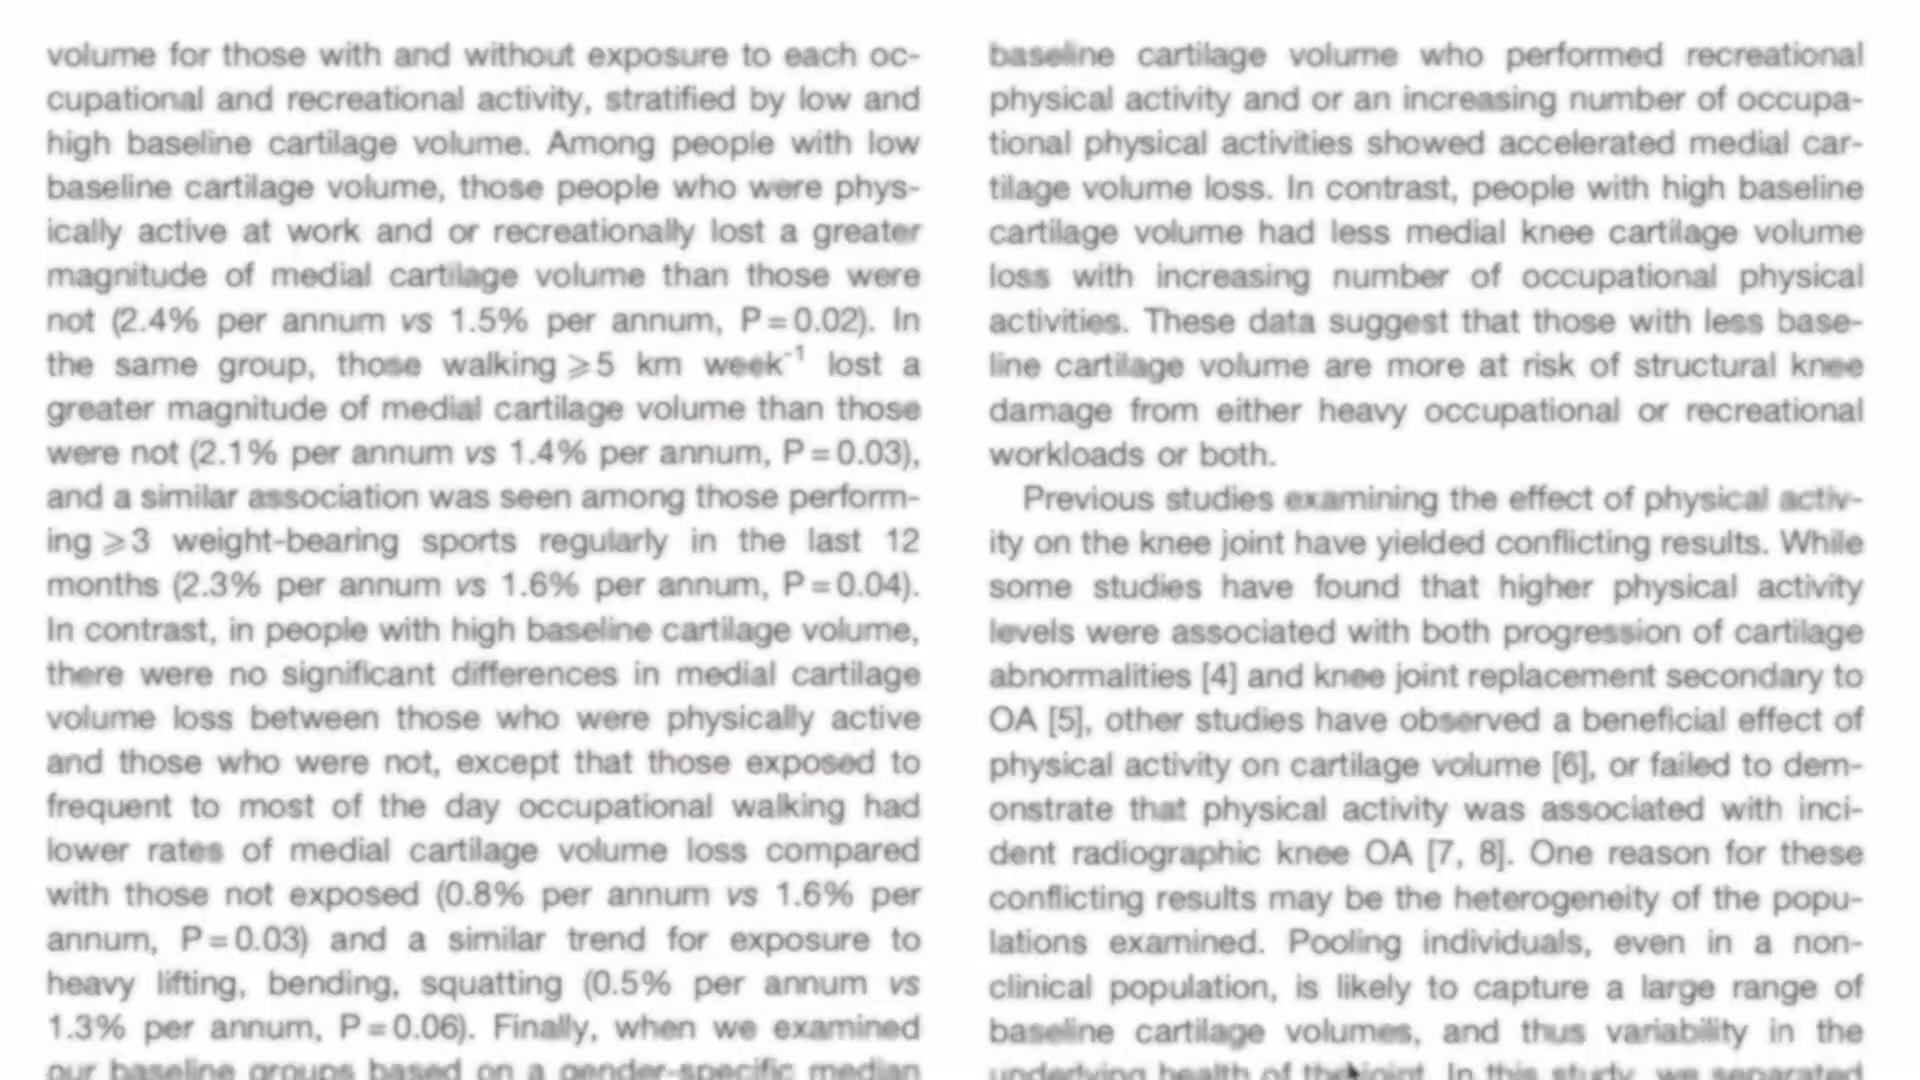 volume for those with and without exposure to each oc-
cupational and recreational activity, stratified by low and
high baseline cartilage volume. Among people with low
baseline cartilage volume, those people who were phys-
ically active at work and or recreationally lost a greater
magnitude of medial cartilage volume than those were
not (2.4% per annum vs 1.5% per annum, P=0.02). In
the same group, those walking ⩾5 km week⁻¹ lost a
greater magnitude of medial cartilage volume than those
were not (2.1% per annum vs 1.4% per annum, P=0.03),
and a similar association was seen among those perform-
ing ⩾3 weight-bearing sports regularly in the last 12
months (2.3% per annum vs 1.6% per annum, P=0.04).
In contrast, in people with high baseline cartilage volume,
there were no significant differences in medial cartilage
volume loss between those who were physically active
and those who were not, except that those exposed to
frequent to most of the day occupational walking had
lower rates of medial cartilage volume loss compared
with those not exposed (0.8% per annum vs 1.6% per
annum, P=0.03) and a similar trend for exposure to
heavy lifting, bending, squatting (0.5% per annum vs
1.3% per annum, P=0.06). Finally, when we examined
our baseline groups based on a gender-specific median
baseline cartilage volume who performed recreational
physical activity and or an increasing number of occupa-
tional physical activities showed accelerated medial car-
tilage volume loss. In contrast, people with high baseline
cartilage volume had less medial knee cartilage volume
loss with increasing number of occupational physical
activities. These data suggest that those with less base-
line cartilage volume are more at risk of structural knee
damage from either heavy occupational or recreational
workloads or both.
Previous studies examining the effect of physical activ-
ity on the knee joint have yielded conflicting results. While
some studies have found that higher physical activity
levels were associated with both progression of cartilage
abnormalities [4] and knee joint replacement secondary to
OA [5], other studies have observed a beneficial effect of
physical activity on cartilage volume [6], or failed to dem-
onstrate that physical activity was associated with inci-
dent radiographic knee OA [7, 8]. One reason for these
conflicting results may be the heterogeneity of the popu-
lations examined. Pooling individuals, even in a non-
clinical population, is likely to capture a large range of
baseline cartilage volumes, and thus variability in the
underlying health of the joint. In this study, we separated